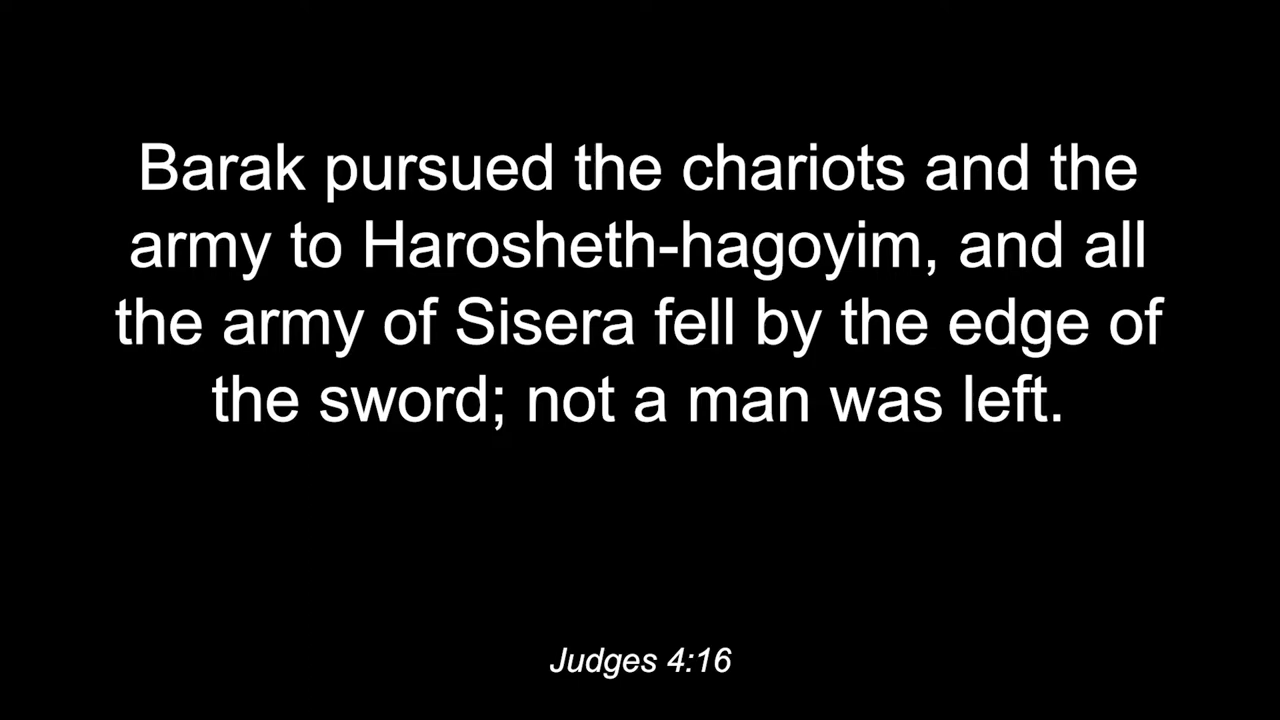 Barak pursued the chariots and the
army to Harosheth-hagoyim, and all
the army of Sisera fell by the edge of
the sword; not a man was left.
Judges 4:16